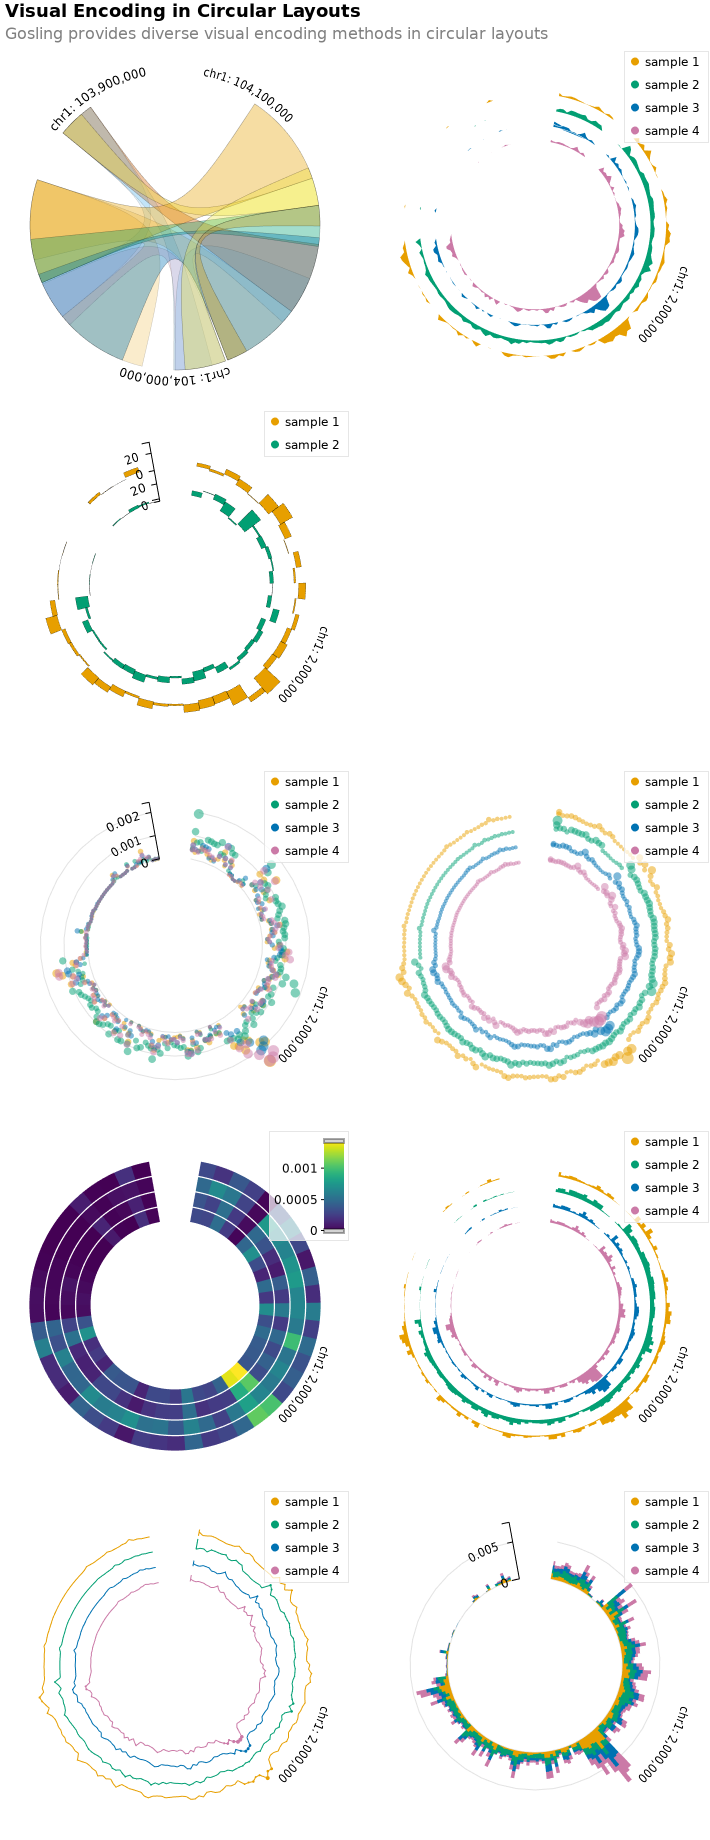 Visual Encoding in Circular Layouts
Gosling provides diverse visual encoding methods in circular layouts
chr1: 103,900,000
chr1: 104,100,000
chr1: 104,000,000
sample 1
sample 2
sample 3
sample 4
chr1: 2,000,000
sample 1
sample 2
20
0
20
0
chr1: 2,000,000
sample 1
sample 2
sample 3
sample 4
0.002
0.001
0
chr1: 2,000,000
sample 1
sample 2
sample 3
sample 4
chr1: 2,000,000
0.001
0.0005
0
chr1: 2,000,000
sample 1
sample 2
sample 3
sample 4
chr1: 2,000,000
sample 1
sample 2
sample 3
sample 4
chr1: 2,000,000
sample 1
sample 2
sample 3
sample 4
0.005
0
chr1: 2,000,000